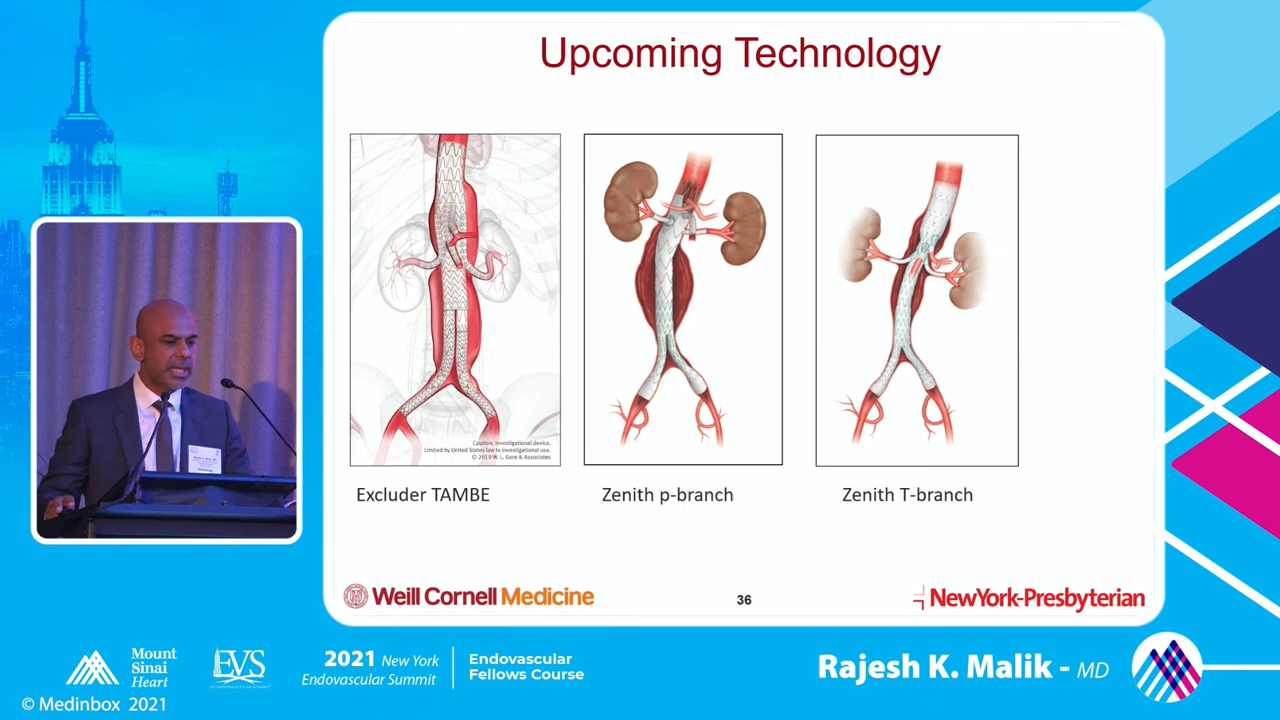 Upcoming Technology
Caution: Investigational device.
Limited by United States law to investigational use.
© 2019 W. L. Gore & Associates
Excluder TAMBE
Zenith p-branch
Zenith T-branch
Weill Cornell Medicine
36
NewYork-Presbyterian
Mount
Sinai
Heart
EVS
2021 New York
Endovascular Summit
Endovascular
Fellows Course
Rajesh K. Malik - MD
© Medinbox 2021